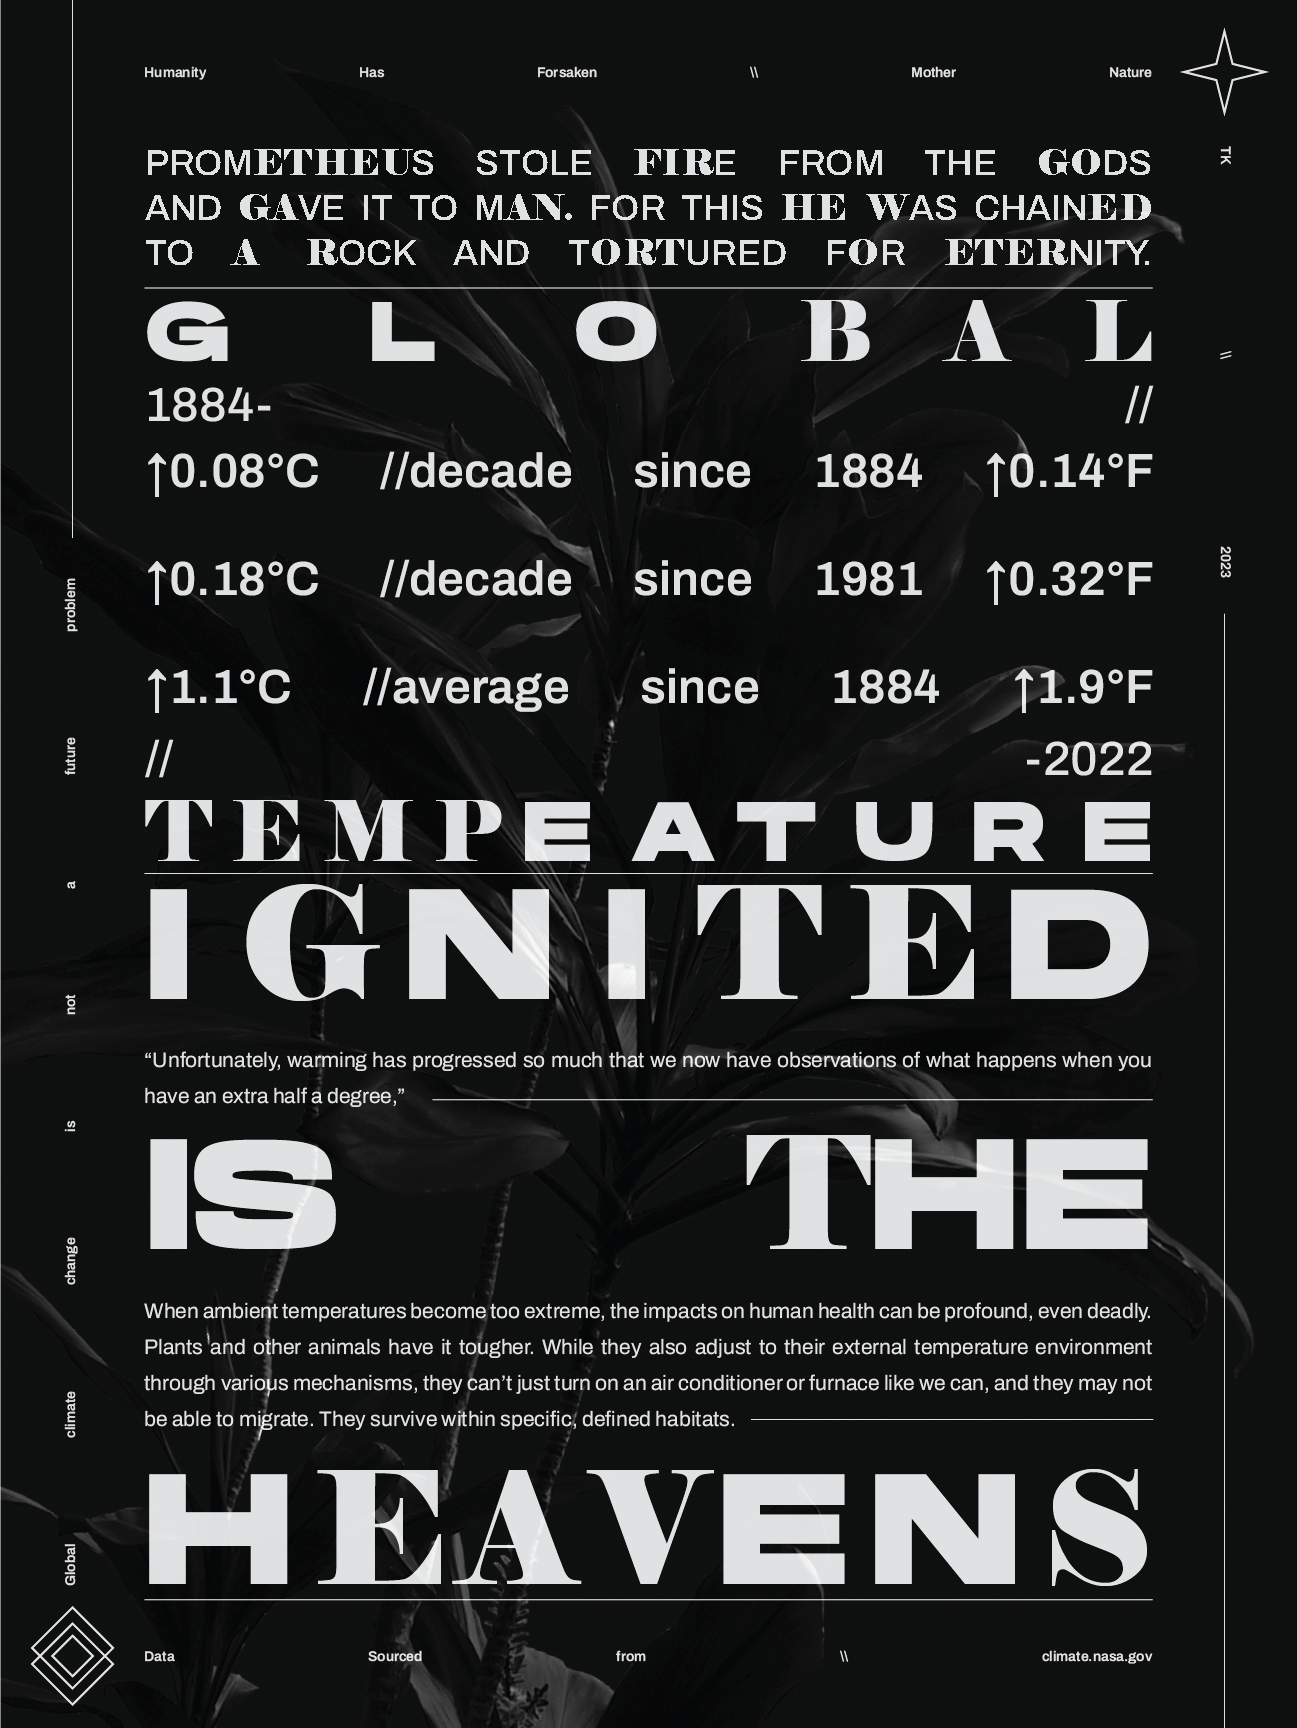 Humanity Has Forsaken \\ Mother Nature
PROMETHEUS STOLE FIRE FROM THE GODS
AND GAVE IT TO MAN. FOR THIS HE WAS CHAINED
TO A ROCK AND TORTURED FOR ETERNITY.
GLOBAL
1884- //
↑0.08°C //decade since 1884 ↑0.14°F
↑0.18°C //decade since 1981 ↑0.32°F
↑1.1°C //average since 1884 ↑1.9°F
// -2022
TEMPEATURE
IGNITED
“Unfortunately, warming has progressed so much that we now have observations of what happens when you
have an extra half a degree,”
IS THE
When ambient temperatures become too extreme, the impacts on human health can be profound, even deadly.
Plants and other animals have it tougher. While they also adjust to their external temperature environment
through various mechanisms, they can’t just turn on an air conditioner or furnace like we can, and they may not
be able to migrate. They survive within specific, defined habitats.
HEAVENS
Data Sourced from \\ climate.nasa.gov
Global climate change is not a future problem
TK // 2023